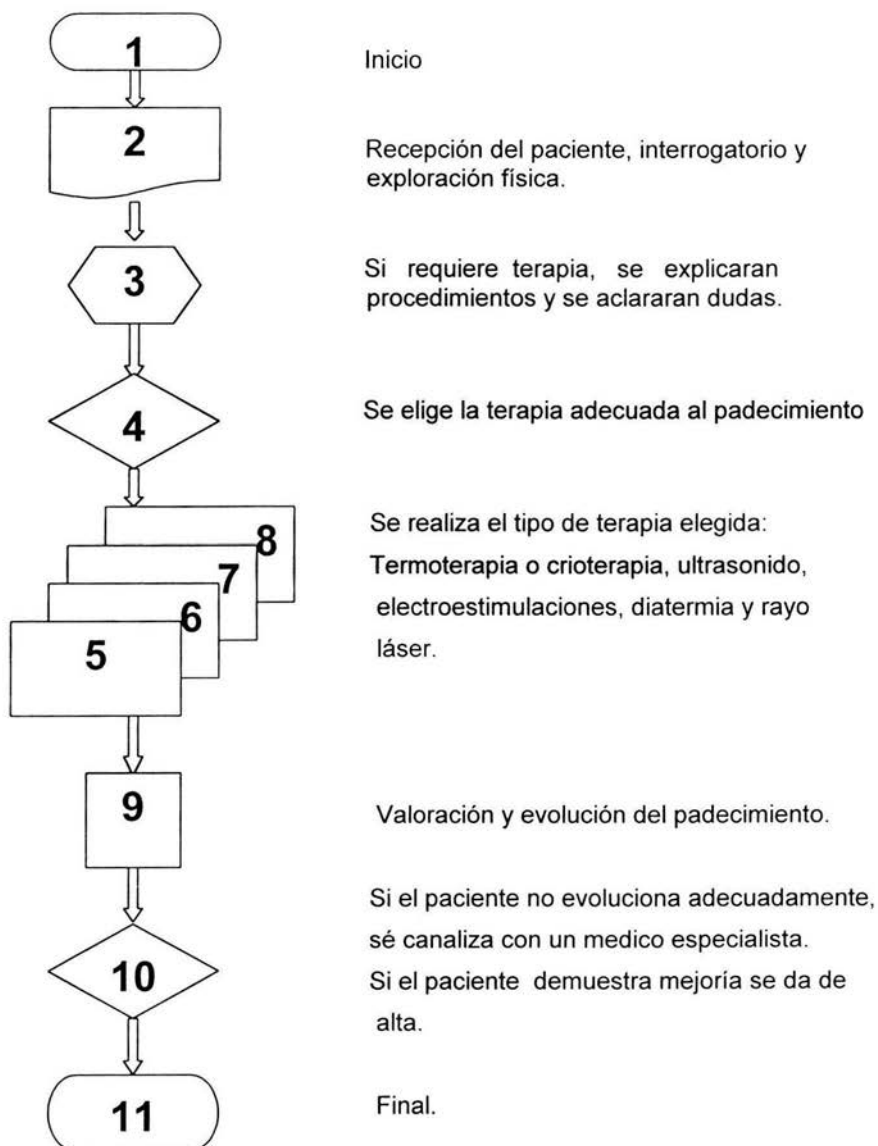 1
Inicio
2
Recepción del paciente, interrogatorio y
exploración física.
3
Si requiere terapia, se explicaran
procedimientos y se aclararan dudas.
4
Se elige la terapia adecuada al padecimiento
8
7
6
5
Se realiza el tipo de terapia elegida:
Termoterapia o crioterapia, ultrasonido,
electroestimulaciones, diatermia y rayo
láser.
9
Valoración y evolución del padecimiento.
10
Si el paciente no evoluciona adecuadamente,
sé canaliza con un medico especialista.
Si el paciente demuestra mejoría se da de
alta.
11
Final.